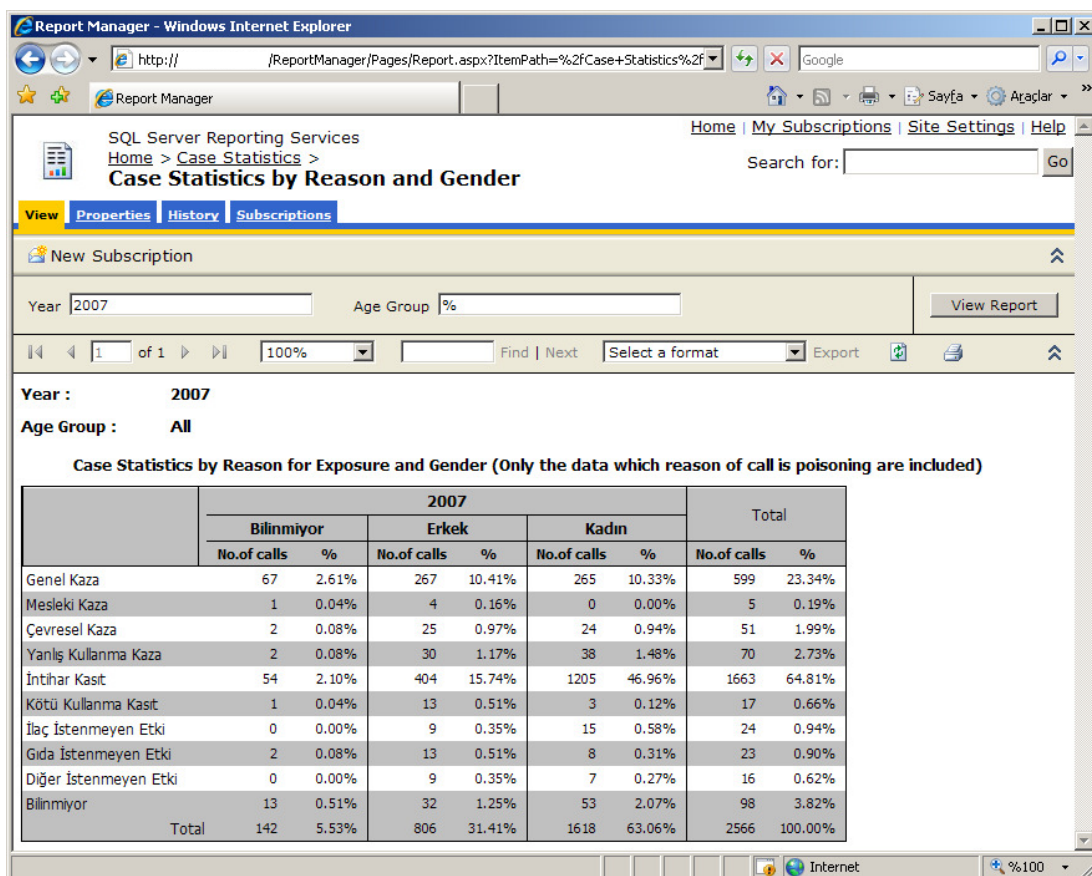 Report Manager - Windows Internet Explorer
http:// /ReportManager/Pages/Report.aspx?ItemPath=%2fCase+Statistics%2f Google
Report Manager Sayfa Araçlar »
SQL Server Reporting Services Home | My Subscriptions | Site Settings | Help
Home > Case Statistics > Search for: Go
Case Statistics by Reason and Gender
View Properties History Subscriptions
New Subscription
Year 2007 Age Group % View Report
1 of 1 100% Find | Next Select a format Export
Year : 2007
Age Group : All
Case Statistics by Reason for Exposure and Gender (Only the data which reason of call is poisoning are included)
2007 Total
Bilinmiyor Erkek Kadın
No.of calls % No.of calls % No.of calls % No.of calls %
Genel Kaza 67 2.61% 267 10.41% 265 10.33% 599 23.34%
Mesleki Kaza 1 0.04% 4 0.16% 0 0.00% 5 0.19%
Çevresel Kaza 2 0.08% 25 0.97% 24 0.94% 51 1.99%
Yanlış Kullanma Kaza 2 0.08% 30 1.17% 38 1.48% 70 2.73%
İntihar Kasıt 54 2.10% 404 15.74% 1205 46.96% 1663 64.81%
Kötü Kullanma Kasıt 1 0.04% 13 0.51% 3 0.12% 17 0.66%
İlaç İstenmeyen Etki 0 0.00% 9 0.35% 15 0.58% 24 0.94%
Gıda İstenmeyen Etki 2 0.08% 13 0.51% 8 0.31% 23 0.90%
Diğer İstenmeyen Etki 0 0.00% 9 0.35% 7 0.27% 16 0.62%
Bilinmiyor 13 0.51% 32 1.25% 53 2.07% 98 3.82%
Total 142 5.53% 806 31.41% 1618 63.06% 2566 100.00%
Internet %100